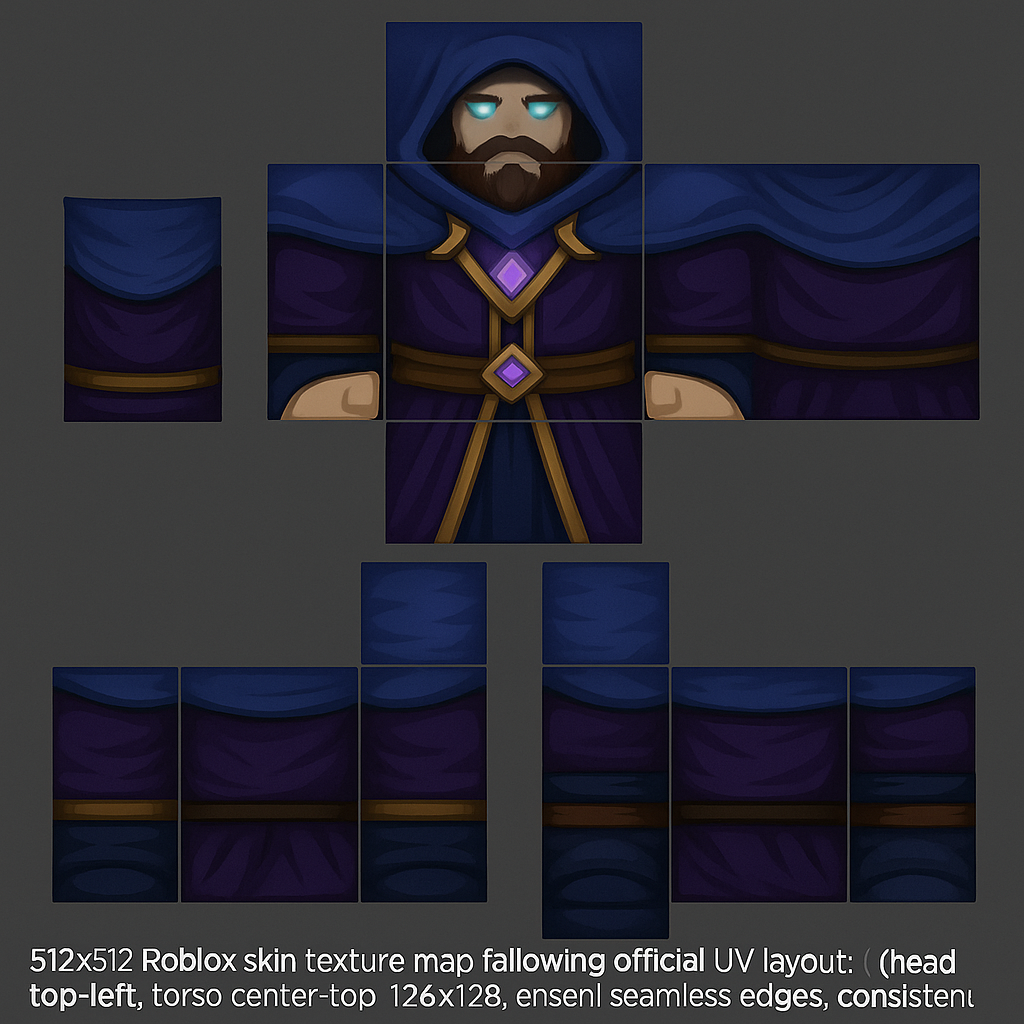 512x512 Roblox skin texture map fallowing official UV layout: ( (head
top-left, torso center-top 126x128, ensenl seamless edges, consistenu